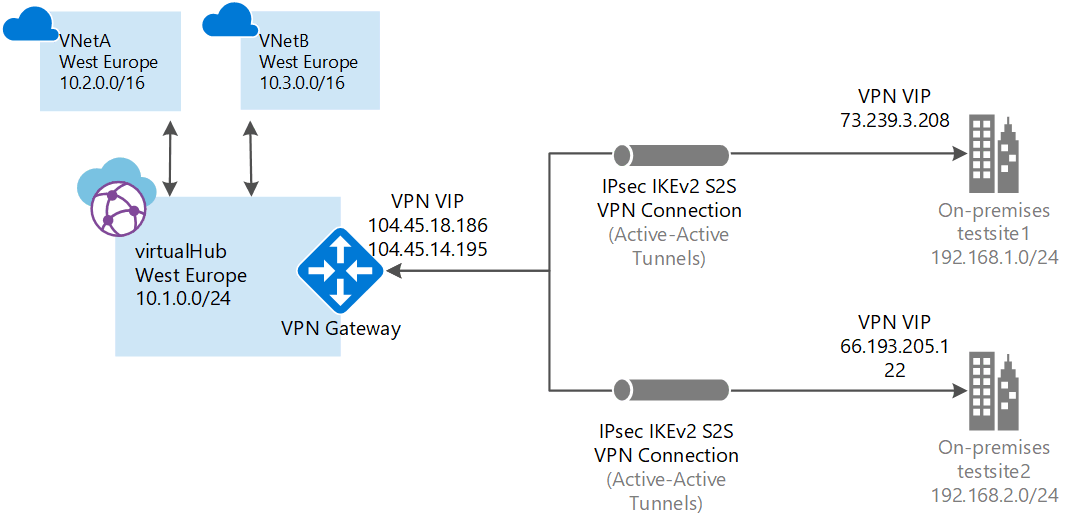 VNetA
West Europe
10.2.0.0/16
VNetB
West Europe
10.3.0.0/16
virtualHub
West Europe
10.1.0.0/24
VPN VIP
104.45.18.186
104.45.14.195
VPN Gateway
IPsec IKEv2 S2S
VPN Connection
(Active-Active
Tunnels)
VPN VIP
73.239.3.208
On-premises
testsite1
192.168.1.0/24
IPsec IKEv2 S2S
VPN Connection
(Active-Active
Tunnels)
VPN VIP
66.193.205.1
22
On-premises
testsite2
192.168.2.0/24